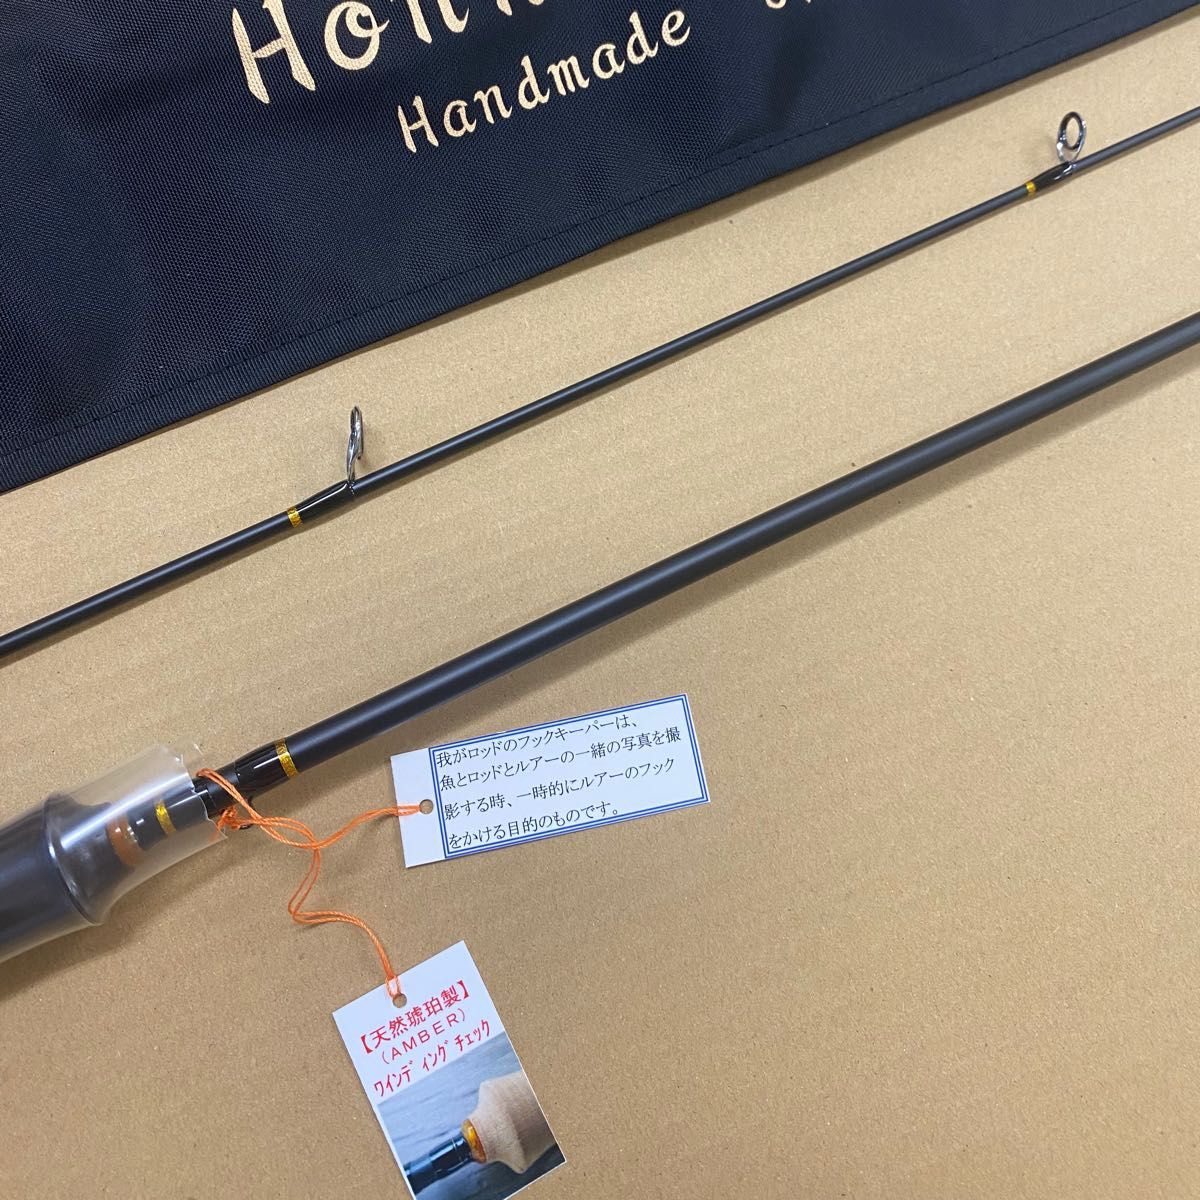 Handmade
我がロッドのフックキーパーは、
魚とロッドとルアーの一緒の写真を撮
影する時、一時的にルアーのフック
をかける目的のものです。
【天然琥珀製】
(AMBER)
ワインディングチェック